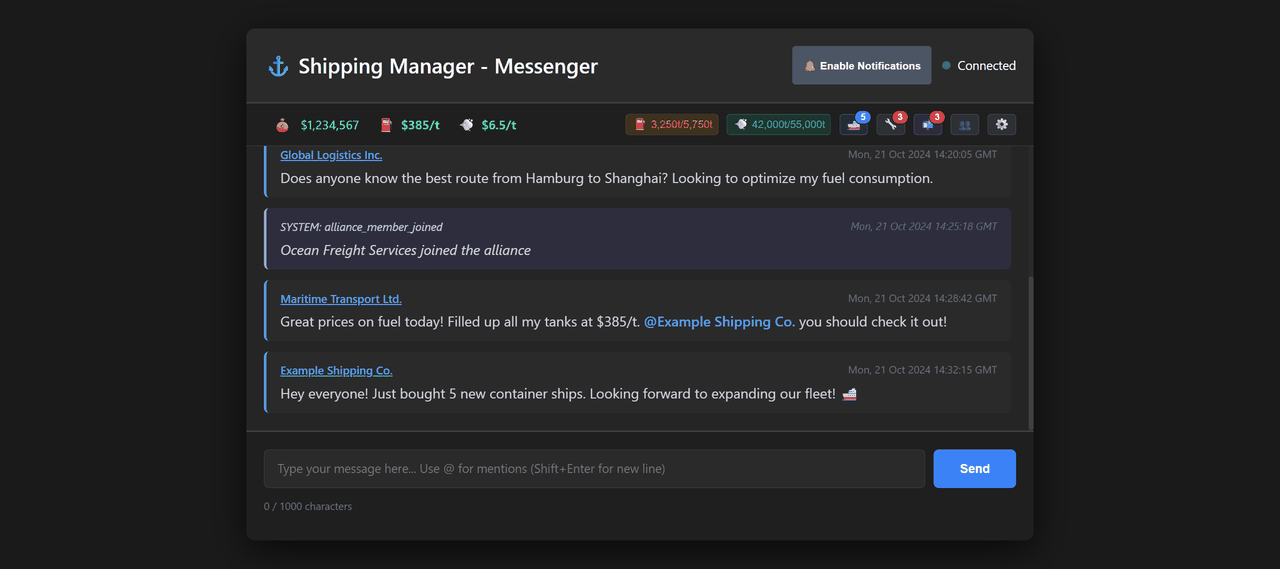 Shipping Manager - Messenger
Enable Notifications
Connected
$1,234,567 $385/t $6.5/t 3,250t/5,750t 42,000t/55,000t 5 3 3
Global Logistics Inc. Mon, 21 Oct 2024 14:20:05 GMT
Does anyone know the best route from Hamburg to Shanghai? Looking to optimize my fuel consumption.
SYSTEM: alliance_member_joined Mon, 21 Oct 2024 14:25:18 GMT
Ocean Freight Services joined the alliance
Maritime Transport Ltd. Mon, 21 Oct 2024 14:28:42 GMT
Great prices on fuel today! Filled up all my tanks at $385/t. @Example Shipping Co. you should check it out!
Example Shipping Co. Mon, 21 Oct 2024 14:32:15 GMT
Hey everyone! Just bought 5 new container ships. Looking forward to expanding our fleet! 🚢
Type your message here... Use @ for mentions (Shift+Enter for new line)
Send
0 / 1000 characters